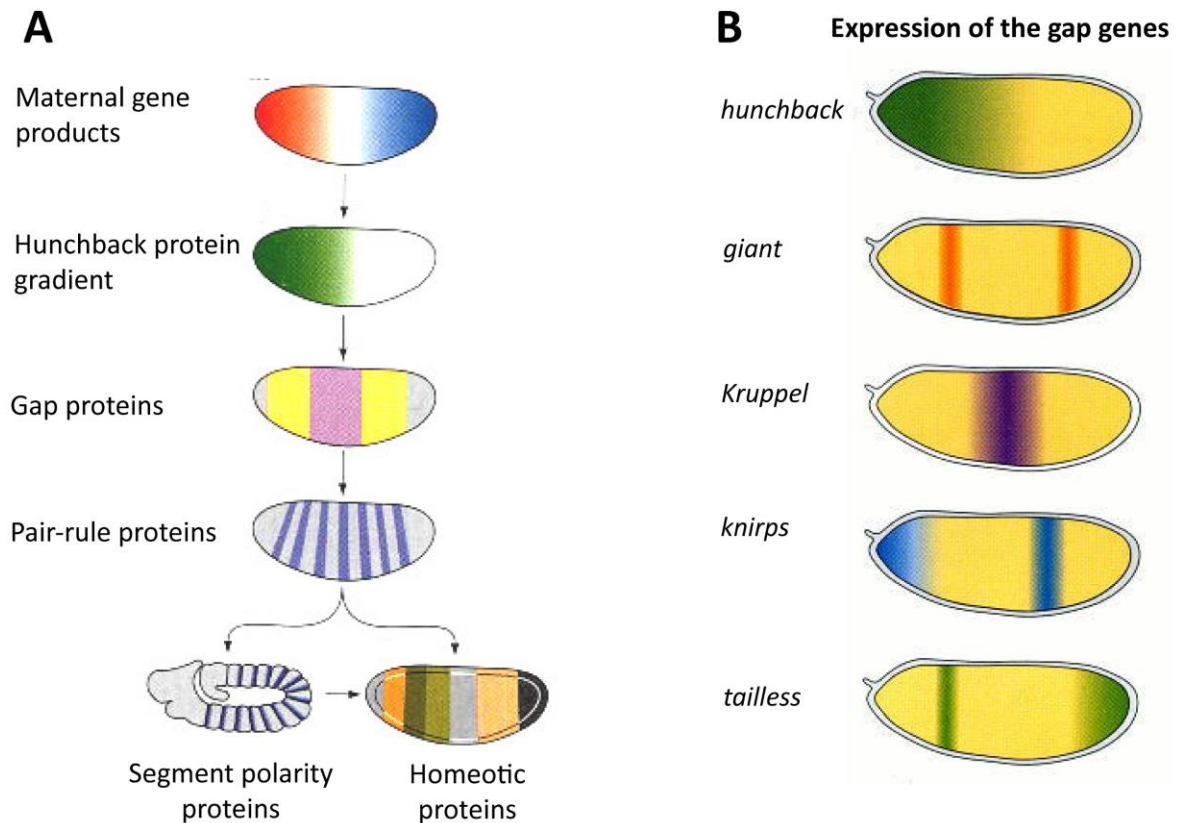 A
Maternal gene
products
Hunchback protein
gradient
Gap proteins
Pair-rule proteins
Segment polarity
proteins
Homeotic
proteins
B
Expression of the gap genes
hunchback
giant
Kruppel
knirps
tailless